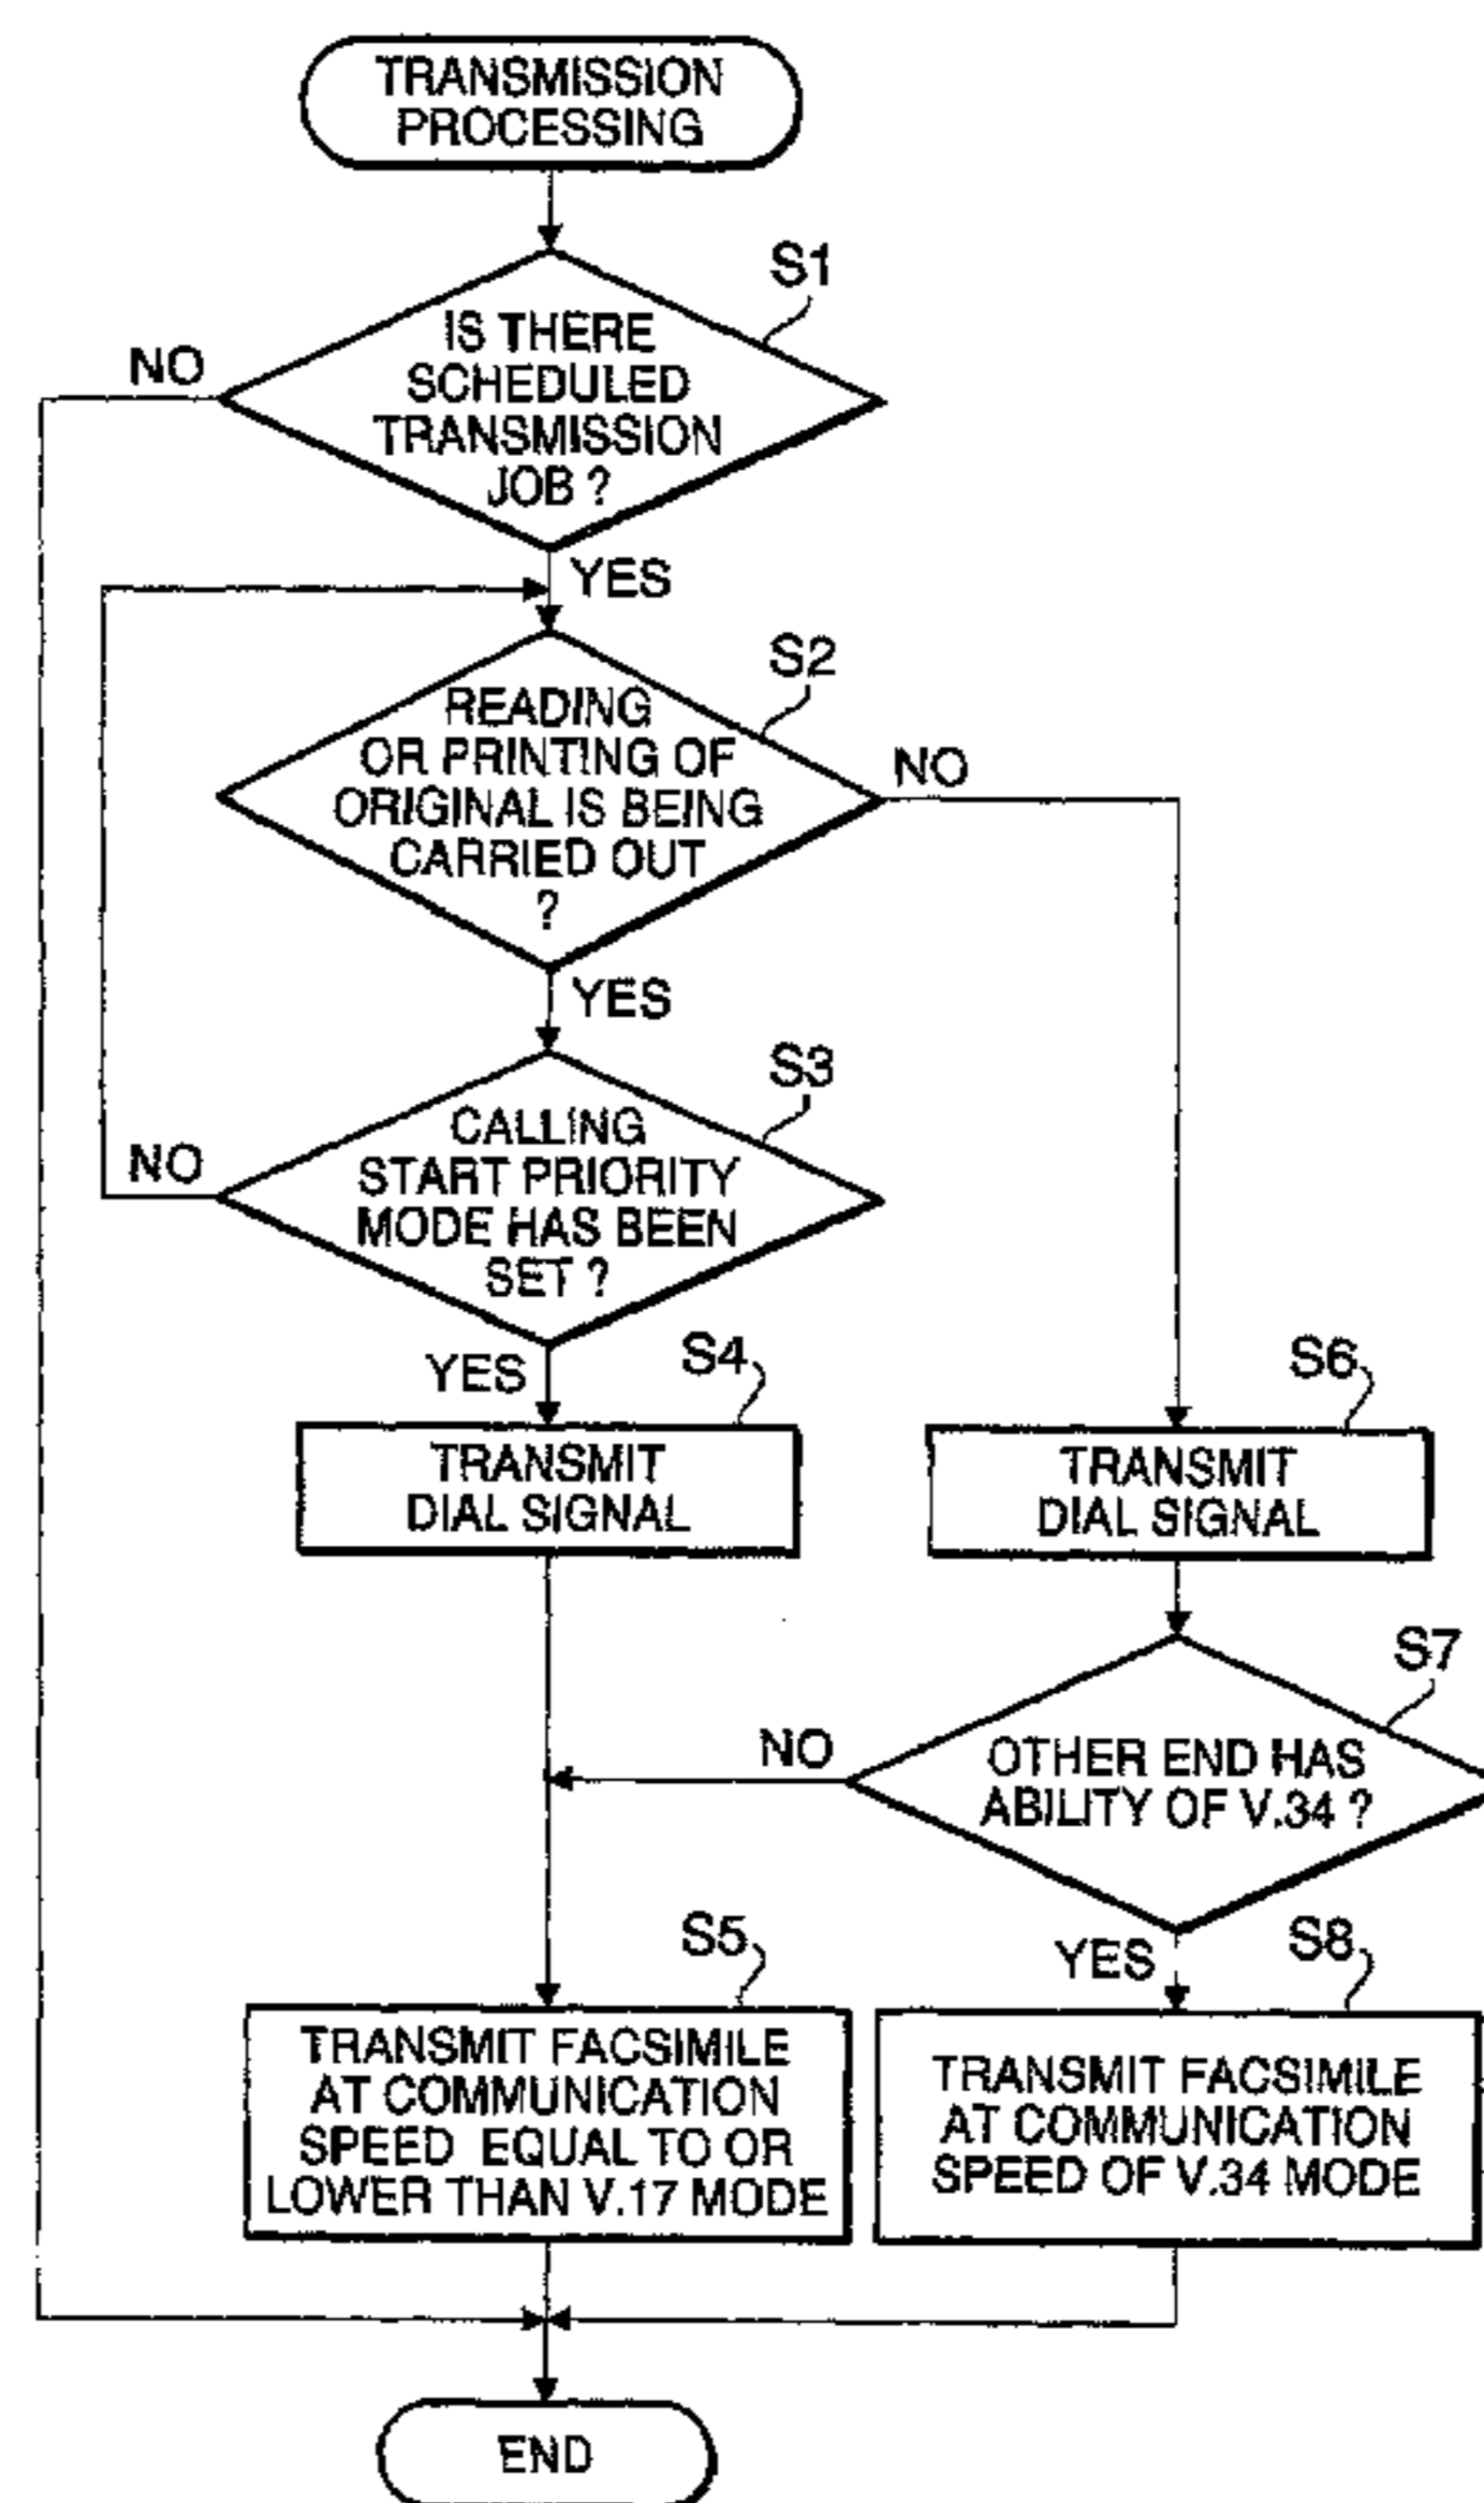 TRANSMISSION
PROCESSING
S1
IS THERE
SCHEDULED
TRANSMISSION
JOB ?
NO
YES
S2
READING
OR PRINTING OF
ORIGINAL IS BEING
CARRIED OUT
?
NO
YES
S3
CALLING
START PRIORITY
MODE HAS BEEN
SET ?
NO
YES
S4
TRANSMIT
DIAL SIGNAL
S6
TRANSMIT
DIAL SIGNAL
S7
OTHER END HAS
ABILITY OF V.34 ?
NO
YES
S5
TRANSMIT FACSIMILE
AT COMMUNICATION
SPEED EQUAL TO OR
LOWER THAN V.17 MODE
S8
TRANSMIT FACSIMILE
AT COMMUNICATION
SPEED OF V.34 MODE
END